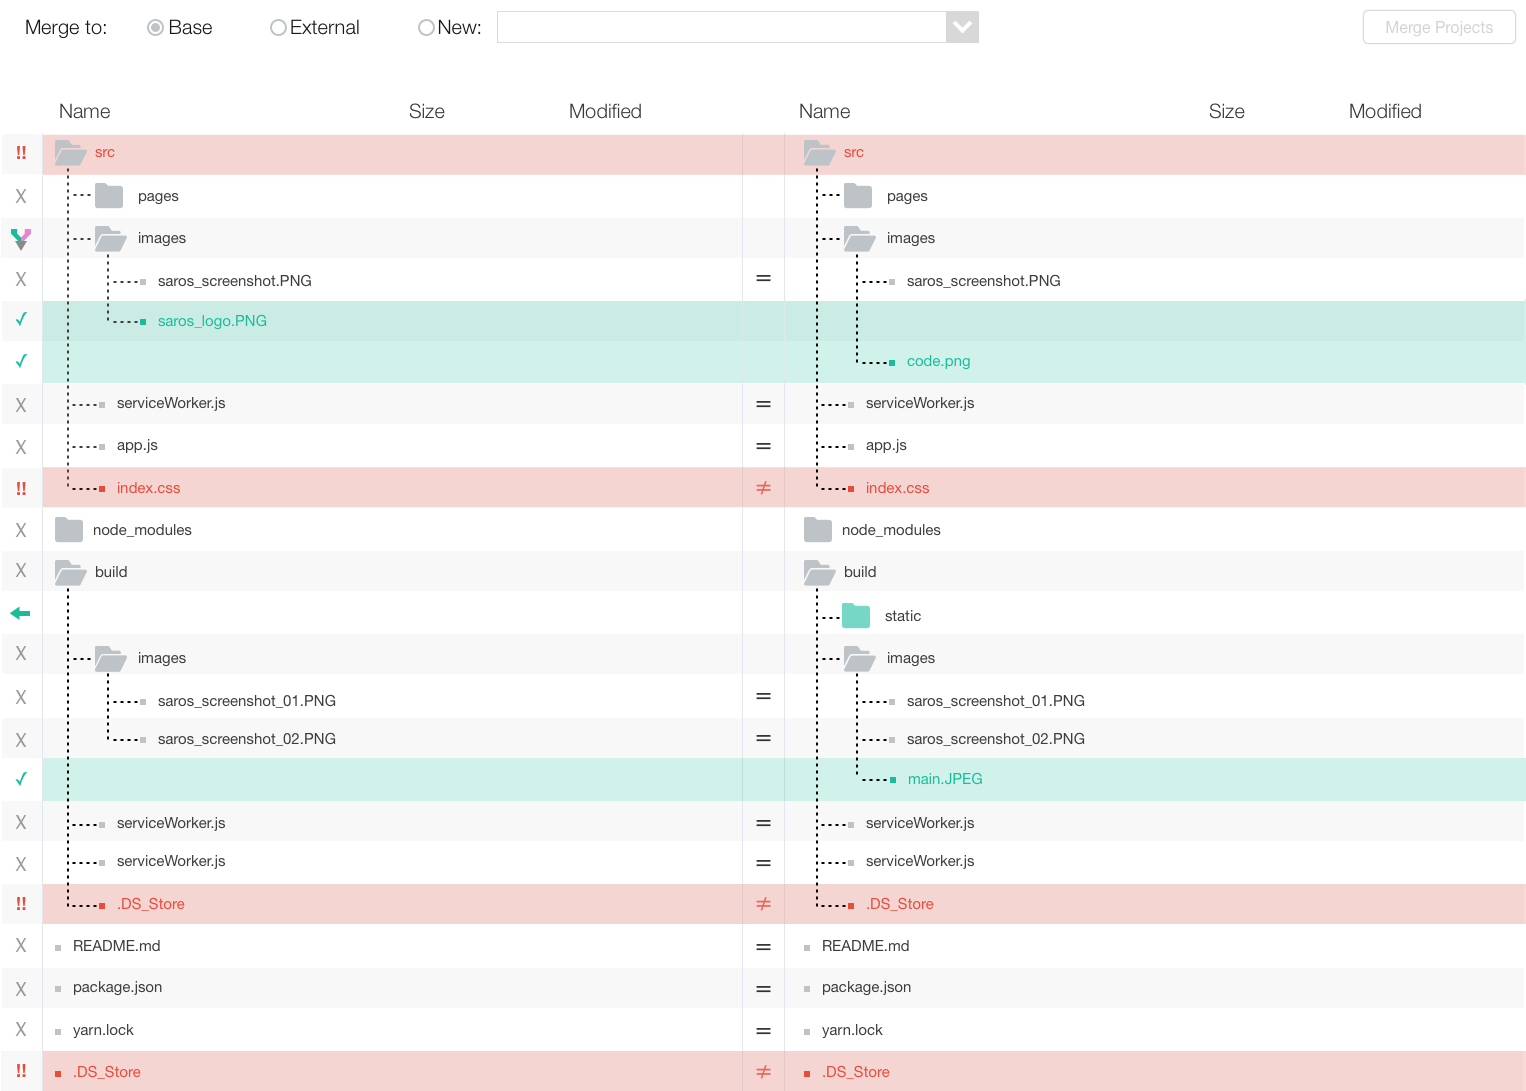 Merge to: Base External New: Merge Projects
Name Size Modified Name Size Modified
!! src src
X pages pages
images images
X saros_screenshot.PNG = saros_screenshot.PNG
✓ saros_logo.PNG
✓ code.png
X serviceWorker.js = serviceWorker.js
X app.js = app.js
!! index.css ≠ index.css
X node_modules node_modules
X build build
static
X images images
X saros_screenshot_01.PNG = saros_screenshot_01.PNG
X saros_screenshot_02.PNG = saros_screenshot_02.PNG
✓ main.JPEG
X serviceWorker.js = serviceWorker.js
X serviceWorker.js = serviceWorker.js
!! .DS_Store ≠ .DS_Store
X README.md = README.md
X package.json = package.json
X yarn.lock = yarn.lock
!! .DS_Store ≠ .DS_Store